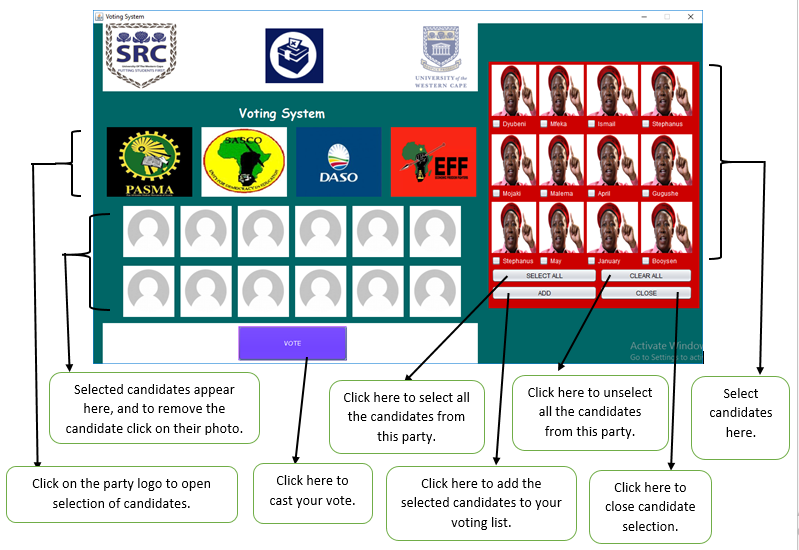 Voting System
SRC
University Of The Western Cape
PUTTING STUDENTS FIRST
UNIVERSITY of the
WESTERN CAPE
Voting System
PASMA
SASCO
DASO
EFF
Dyubeni
Mfeka
Ismail
Stephanus
Mojaki
Malema
April
Gugushe
Stephanus
May
January
Booysen
SELECT ALL
CLEAR ALL
ADD
CLOSE
VOTE
Activate Window
Go to Settings to acti
Selected candidates appear
here, and to remove the
candidate click on their photo.
Click here to select all
the candidates from
this party.
Click here to unselect
all the candidates
from this party.
Select
candidates
here.
Click on the party logo to open
selection of candidates.
Click here to
cast your vote.
Click here to add the
selected candidates to your
voting list.
Click here to
close candidate
selection.